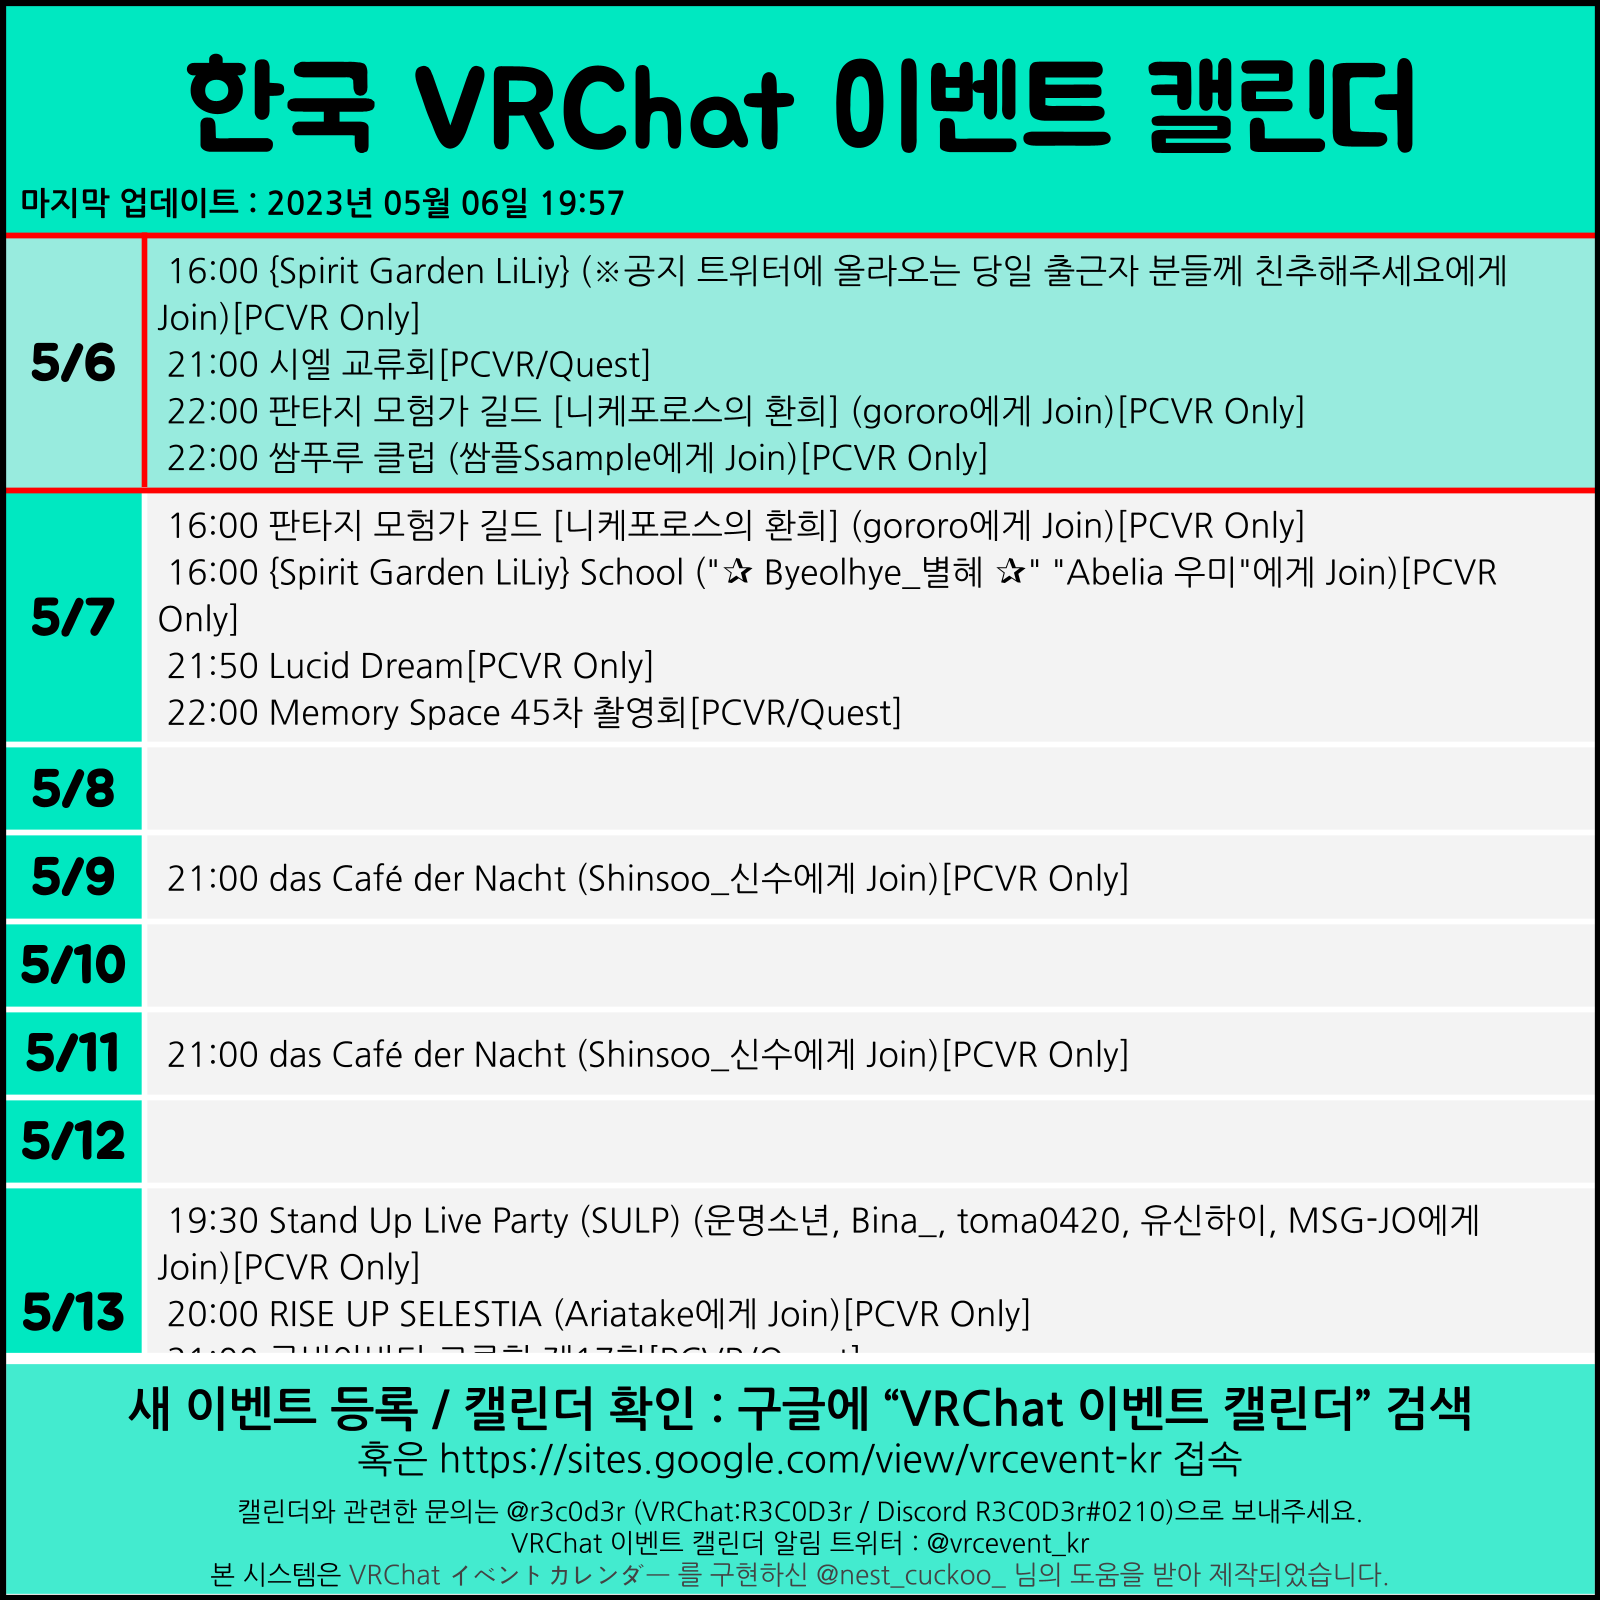 한국 VRChat 이벤트 캘린더
마지막 업데이트 : 2023년 05월 06일 19:57
5/6
16:00 {Spirit Garden LiLiy} (※공지 트위터에 올라오는 당일 출근자 분들께 친추해주세요에게
Join)[PCVR Only]
21:00 시엘 교류회[PCVR/Quest]
22:00 판타지 모험가 길드 [니케포로스의 환희] (gororo에게 Join)[PCVR Only]
22:00 쌈푸루 클럽 (쌈플Ssample에게 Join)[PCVR Only]
5/7
16:00 판타지 모험가 길드 [니케포로스의 환희] (gororo에게 Join)[PCVR Only]
16:00 {Spirit Garden LiLiy} School ("✰ Byeolhye_별혜 ✰" "Abelia 우미"에게 Join)[PCVR
Only]
21:50 Lucid Dream[PCVR Only]
22:00 Memory Space 45차 촬영회[PCVR/Quest]
5/8
5/9
21:00 das Café der Nacht (Shinsoo_신수에게 Join)[PCVR Only]
5/10
5/11
21:00 das Café der Nacht (Shinsoo_신수에게 Join)[PCVR Only]
5/12
5/13
19:30 Stand Up Live Party (SULP) (운명소년, Bina_, toma0420, 유신하이, MSG-JO에게
Join)[PCVR Only]
20:00 RISE UP SELESTIA (Ariatake에게 Join)[PCVR Only]
새 이벤트 등록 / 캘린더 확인 : 구글에 “VRChat 이벤트 캘린더” 검색
혹은 https://sites.google.com/view/vrcevent-kr 접속
캘린더와 관련한 문의는 @r3c0d3r (VRChat:R3C0D3r / Discord R3C0D3r#0210)으로 보내주세요.
VRChat 이벤트 캘린더 알림 트위터 : @vrcevent_kr
본 시스템은 VRChat イベントカレンダー 를 구현하신 @nest_cuckoo_ 님의 도움을 받아 제작되었습니다.